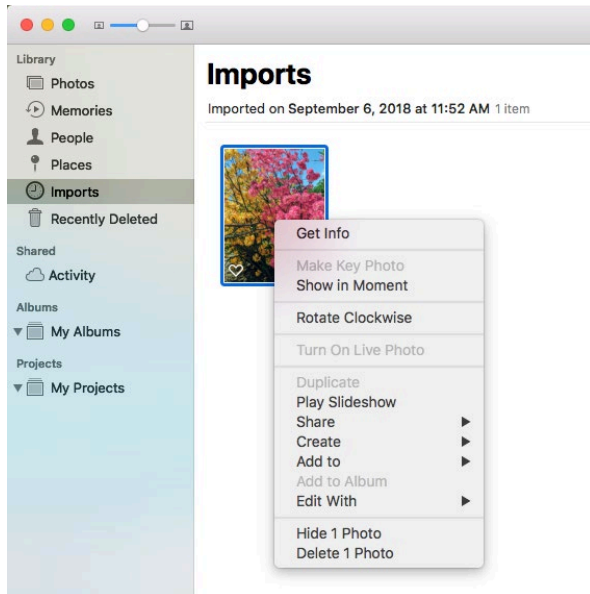 Library
Photos
Memories
People
Places
Imports
Recently Deleted
Shared
Activity
Albums
My Albums
Projects
My Projects
Imports
Imported on September 6, 2018 at 11:52 AM 1 item
Get Info
Make Key Photo
Show in Moment
Rotate Clockwise
Turn On Live Photo
Duplicate
Play Slideshow
Share
Create
Add to
Add to Album
Edit With
Hide 1 Photo
Delete 1 Photo